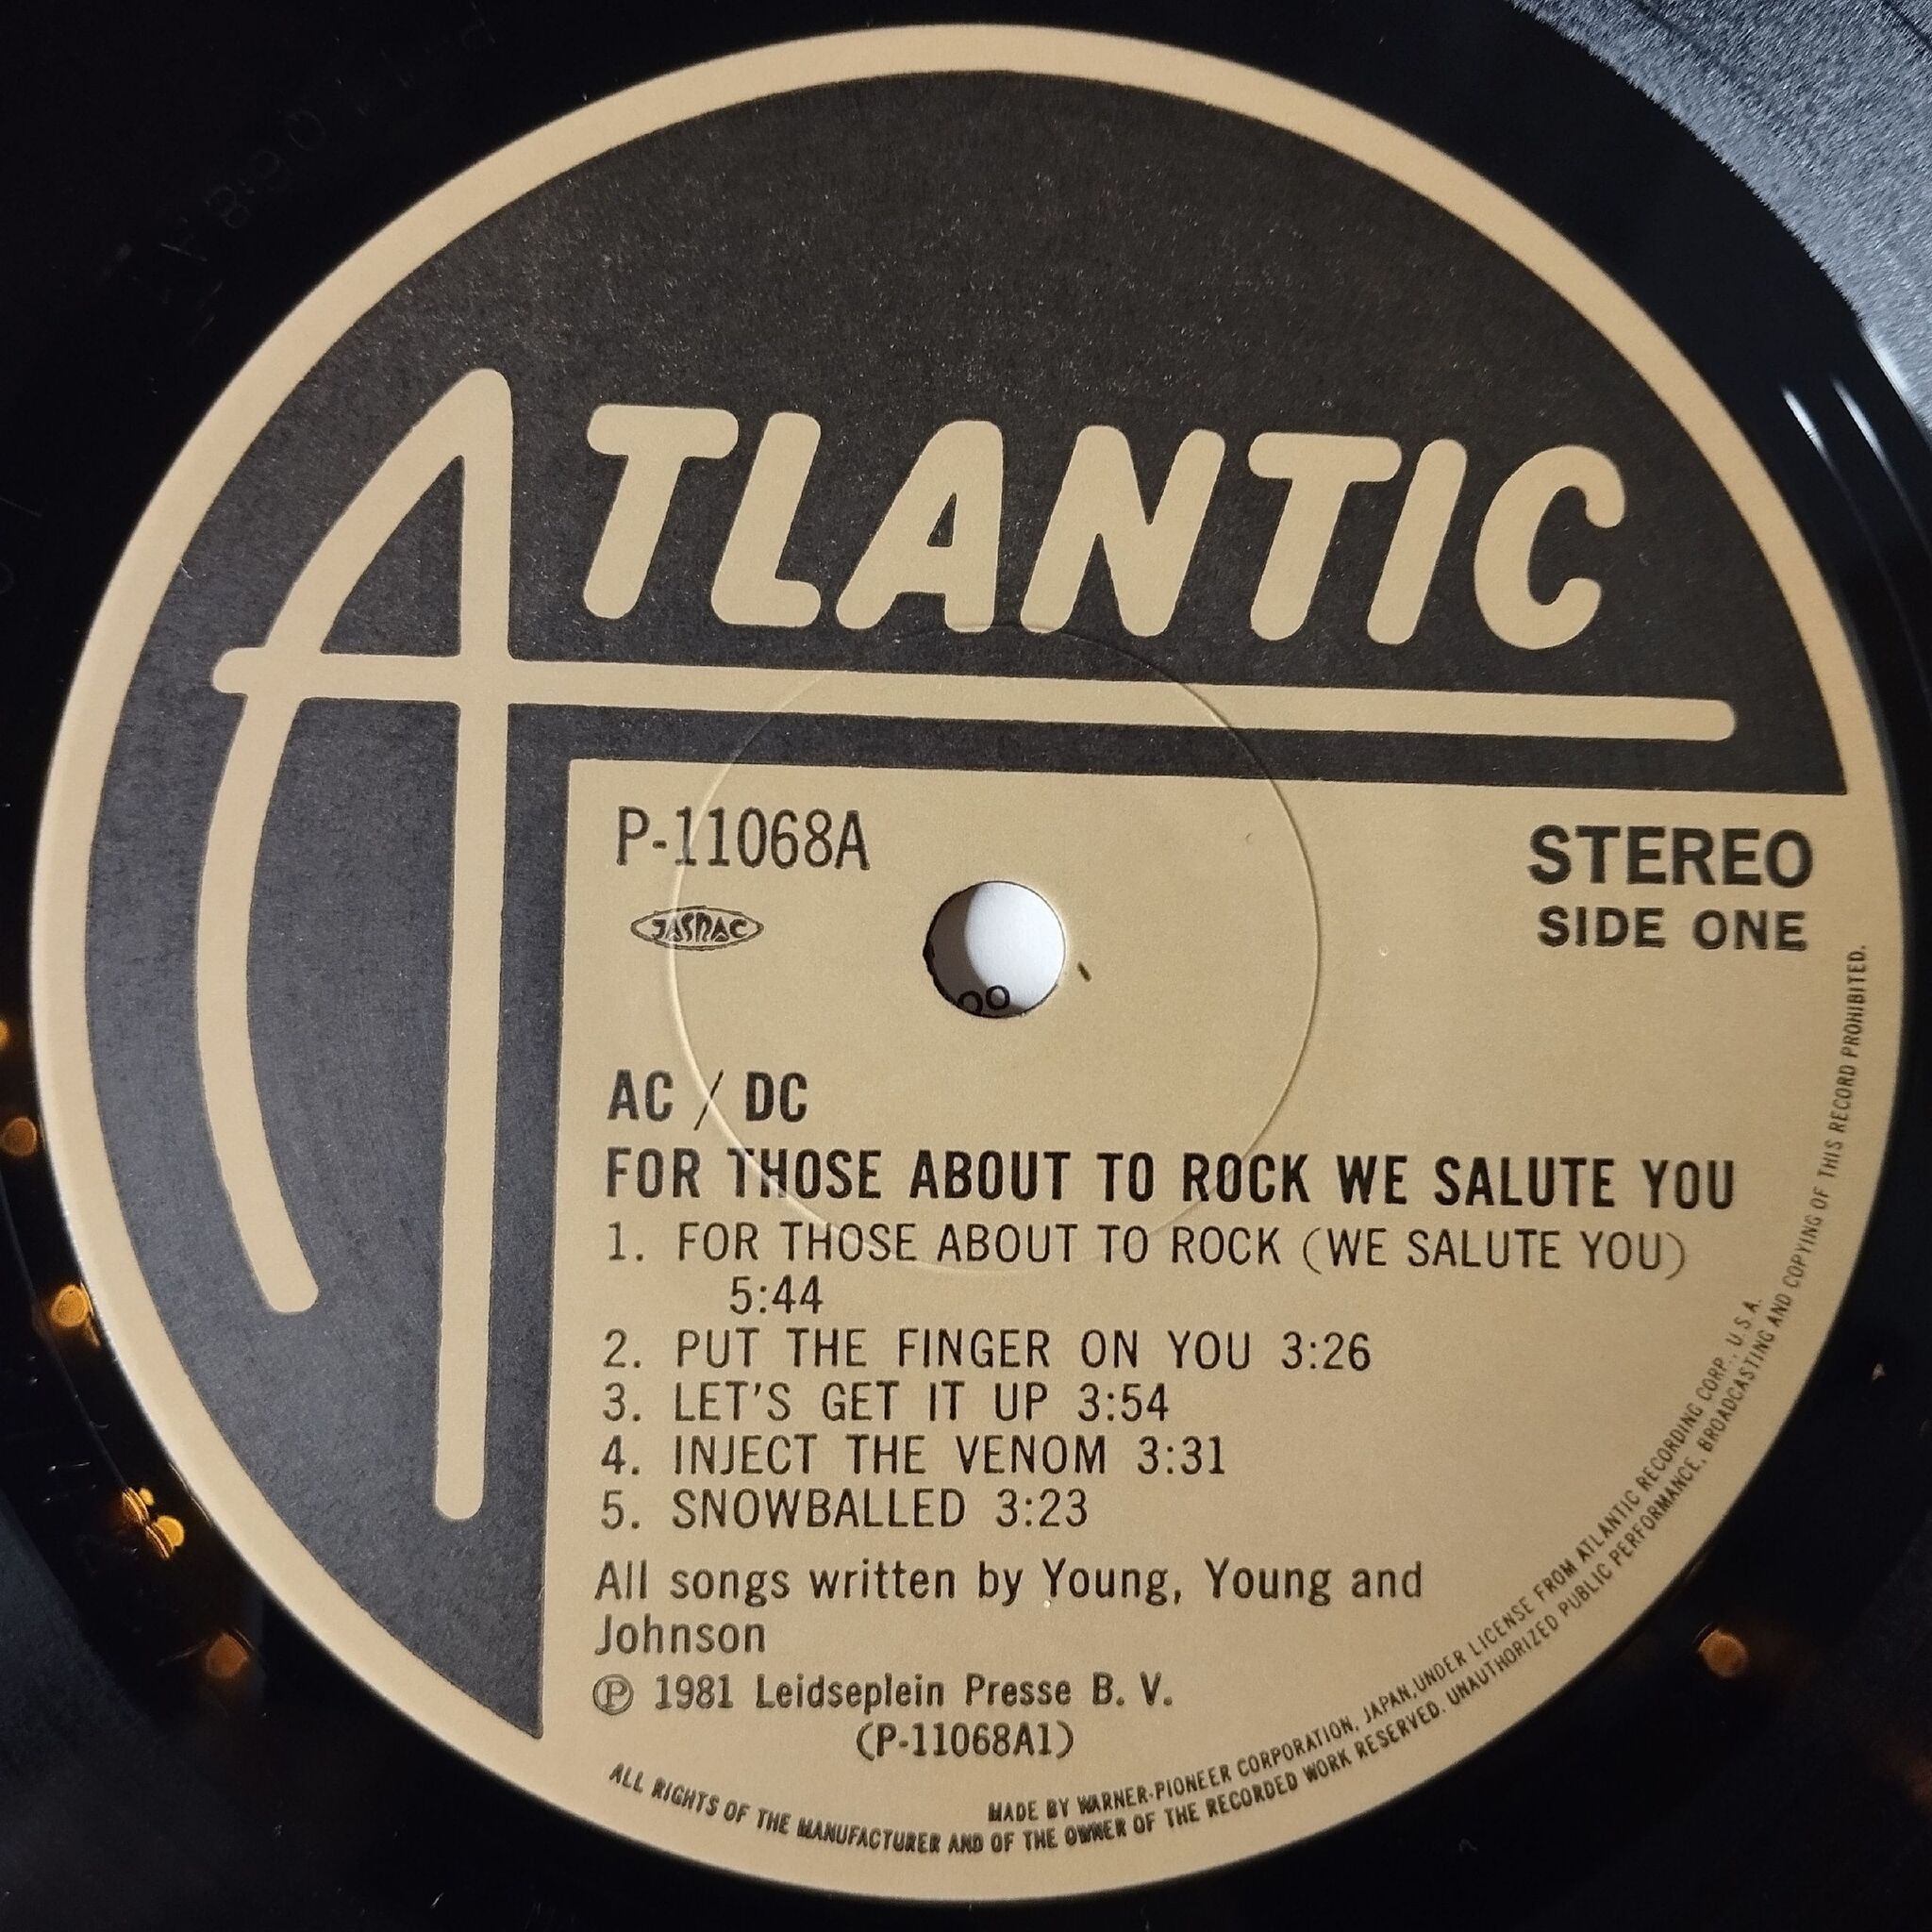 ATLANTIC
P-11068A
STEREO
JASRAC
SIDE ONE
AC / DC
FOR THOSE ABOUT TO ROCK WE SALUTE YOU
1. FOR THOSE ABOUT TO ROCK (WE SALUTE YOU)
5:44
2. PUT THE FINGER ON YOU 3:26
3. LET'S GET IT UP 3:54
4. INJECT THE VENOM 3:31
5. SNOWBALLED 3:23
All songs written by Young, Young and
Johnson
Ⓟ 1981 Leidseplein Presse B. V.
(P-11068A1)
MADE BY WARNER-PIONEER CORPORATION, JAPAN, UNDER LICENSE FROM ATLANTIC RECORDING CORP., U.S.A.
ALL RIGHTS OF THE MANUFACTURER AND OF THE OWNER OF THE RECORDED WORK RESERVED. UNAUTHORIZED PUBLIC PERFORMANCE, BROADCASTING AND COPYING OF THIS RECORD PROHIBITED.